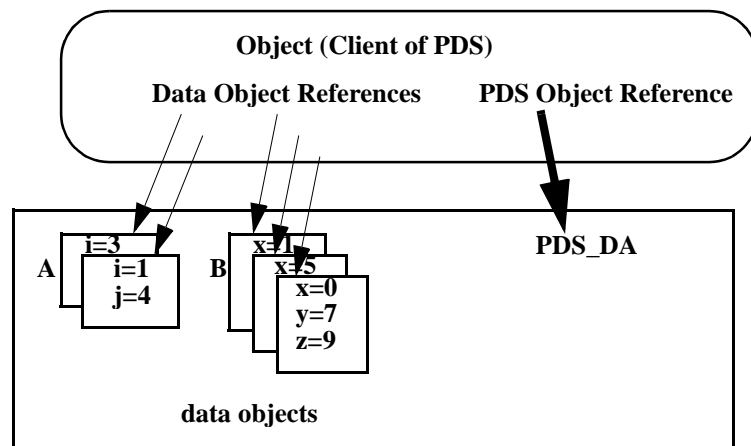 Object (Client of PDS)
Data Object References PDS Object Reference
i=3 x=1 PDS_DA
A i=1 B x=5
j=4 x=0
y=7
z=9
data objects